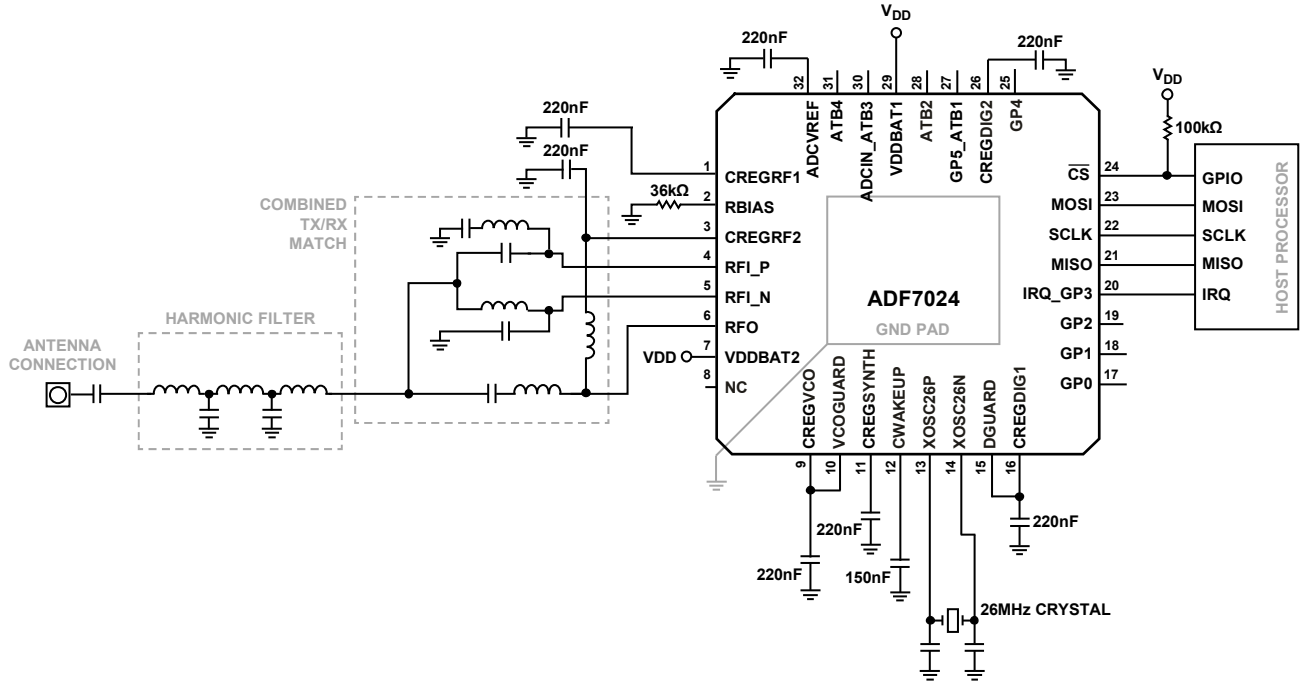 V_DD
220nF
220nF
V_DD
32
31
30
29
28
27
26
25
100kΩ
220nF
ADCVREF
ATB4
ADCIN_ATB3
VDDBAT1
ATB2
GP5_ATB1
CREGDIG2
GP4
220nF
1
CREGRF1
C̅S̅
24
GPIO
36kΩ
2
RBIAS
MOSI
23
MOSI
COMBINED
TX/RX
MATCH
3
CREGRF2
SCLK
22
SCLK
4
RFI_P
MISO
21
MISO
5
RFI_N
ADF7024
IRQ_GP3
20
IRQ
HOST PROCESSOR
HARMONIC FILTER
6
RFO
GND PAD
GP2
19
ANTENNA
CONNECTION
VDD
7
VDDBAT2
GP1
18
8
NC
GP0
17
CREGVCO
VCOGUARD
CREGSYNTH
CWAKEUP
XOSC26P
XOSC26N
DGUARD
CREGDIG1
9
10
11
12
13
14
15
16
220nF
220nF
220nF
150nF
26MHz CRYSTAL